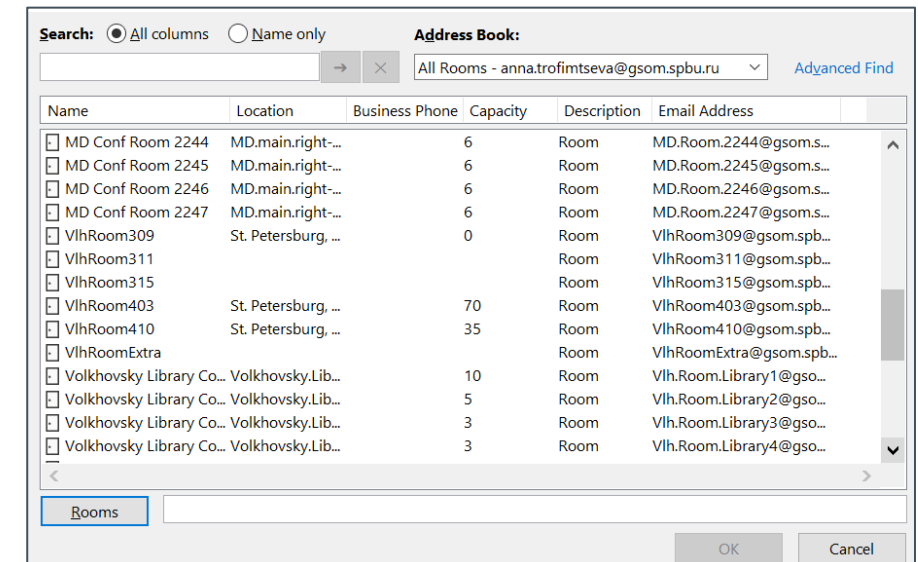 Search: All columns Name only Address Book:
All Rooms - anna.trofimtseva@gsom.spbu.ru Advanced Find
Name Location Business Phone Capacity Description Email Address
MD Conf Room 2244 MD.main.right-... 6 Room MD.Room.2244@gsom.s...
MD Conf Room 2245 MD.main.right-... 6 Room MD.Room.2245@gsom.s...
MD Conf Room 2246 MD.main.right-... 6 Room MD.Room.2246@gsom.s...
MD Conf Room 2247 MD.main.right-... 6 Room MD.Room.2247@gsom.s...
VlhRoom309 St. Petersburg, ... 0 Room VlhRoom309@gsom.spb...
VlhRoom311 Room VlhRoom311@gsom.spb...
VlhRoom315 Room VlhRoom315@gsom.spb...
VlhRoom403 St. Petersburg, ... 70 Room VlhRoom403@gsom.spb...
VlhRoom410 St. Petersburg, ... 35 Room VlhRoom410@gsom.spb...
VlhRoomExtra Room VlhRoomExtra@gsom.spb...
Volkhovsky Library Co... Volkhovsky.Lib... 10 Room Vlh.Room.Library1@gso...
Volkhovsky Library Co... Volkhovsky.Lib... 5 Room Vlh.Room.Library2@gso...
Volkhovsky Library Co... Volkhovsky.Lib... 3 Room Vlh.Room.Library3@gso...
Volkhovsky Library Co... Volkhovsky.Lib... 3 Room Vlh.Room.Library4@gso...
Rooms
OK Cancel